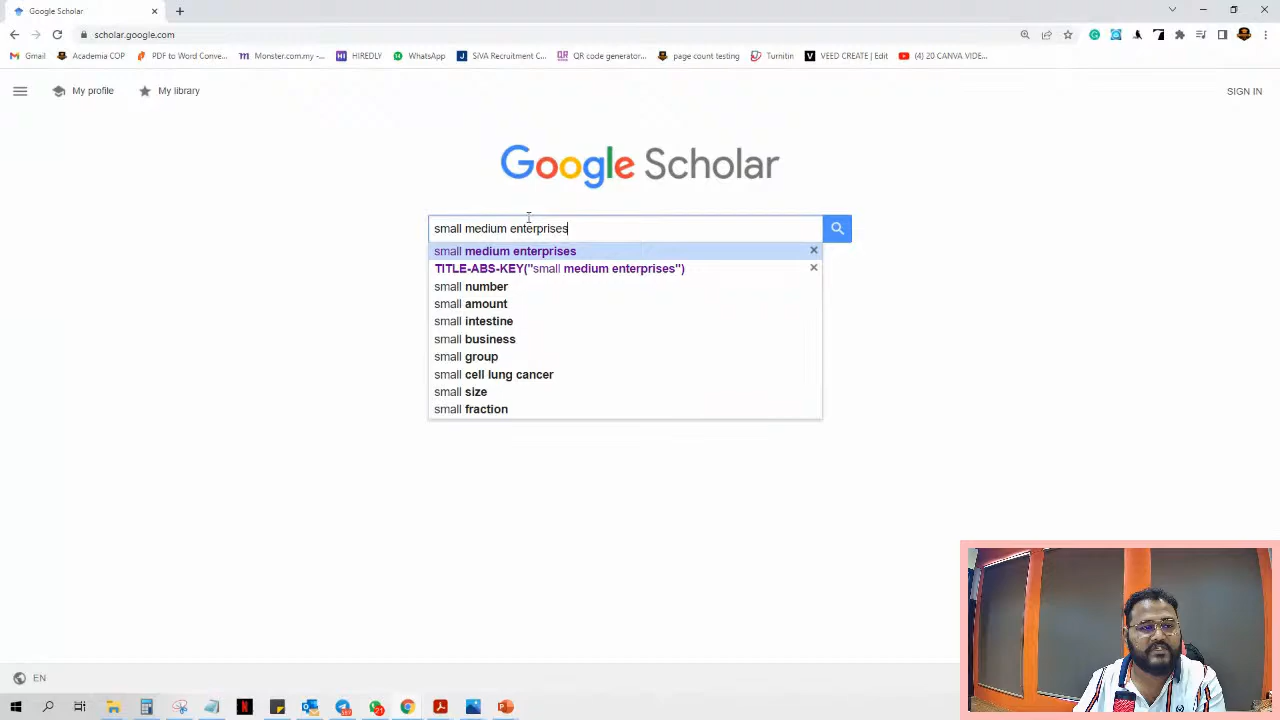 Google Scholar
scholar.google.com
Gmail Academia COP PDF to Word Conve... Monster.com.my -... HIREDLY WhatsApp SiVA Recruitment C... QR code generator... page count testing Turnitin VEED CREATE | Edit (4) 20 CANVA VIDE...
My profile My library SIGN IN
Google Scholar
small medium enterprises
small medium enterprises
TITLE-ABS-KEY("small medium enterprises")
small number
small amount
small intestine
small business
small group
small cell lung cancer
small size
small fraction
EN